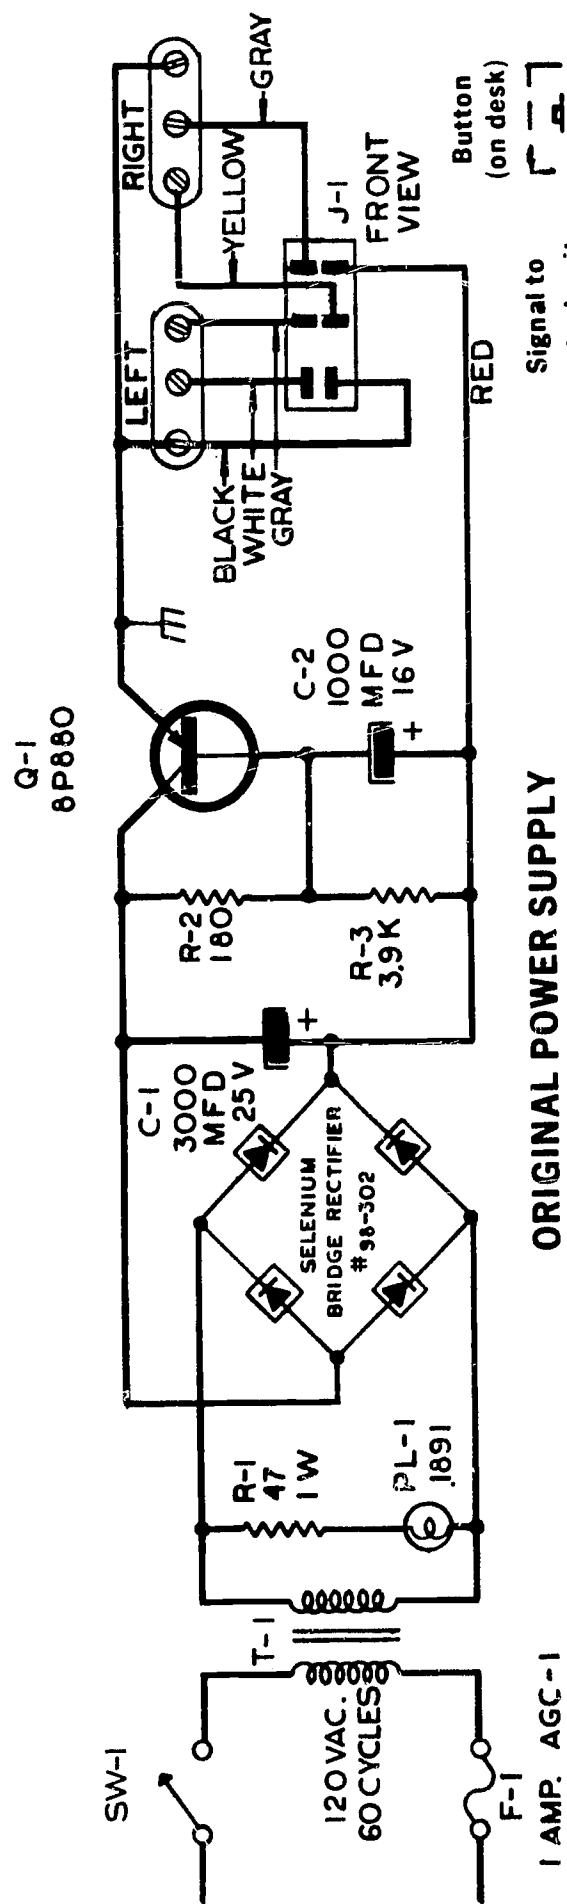 SW-1
120 VAC.
60 CYCLES
F-1
1 AMP. AGC-1
T-1
R-1
47
1 W
PL-1
.1891
SELENIUM
BRIDGE RECTIFIER
#98-302
C-1
3000
MFD
25 V
+
R-2
180
R-3
3.9K
Q-1
8P880
C-2
1000
MFD
16 V
+
BLACK
WHITE
GRAY
LEFT
YELLOW
RIGHT
GRAY
J-1
FRONT
VIEW
RED
ORIGINAL POWER SUPPLY
Signal to
Button
(on desk)